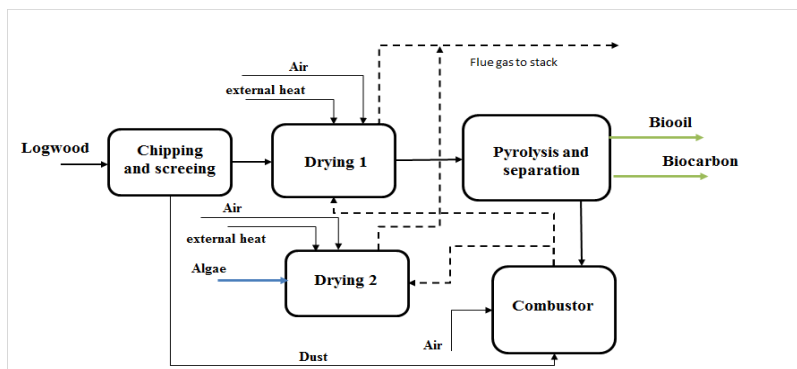 Air
Flue gas to stack
external heat
Logwood
Chipping
and screeing
Drying 1
Pyrolysis and
separation
Biooil
Biocarbon
Air
external heat
Algae
Drying 2
Combustor
Air
Dust